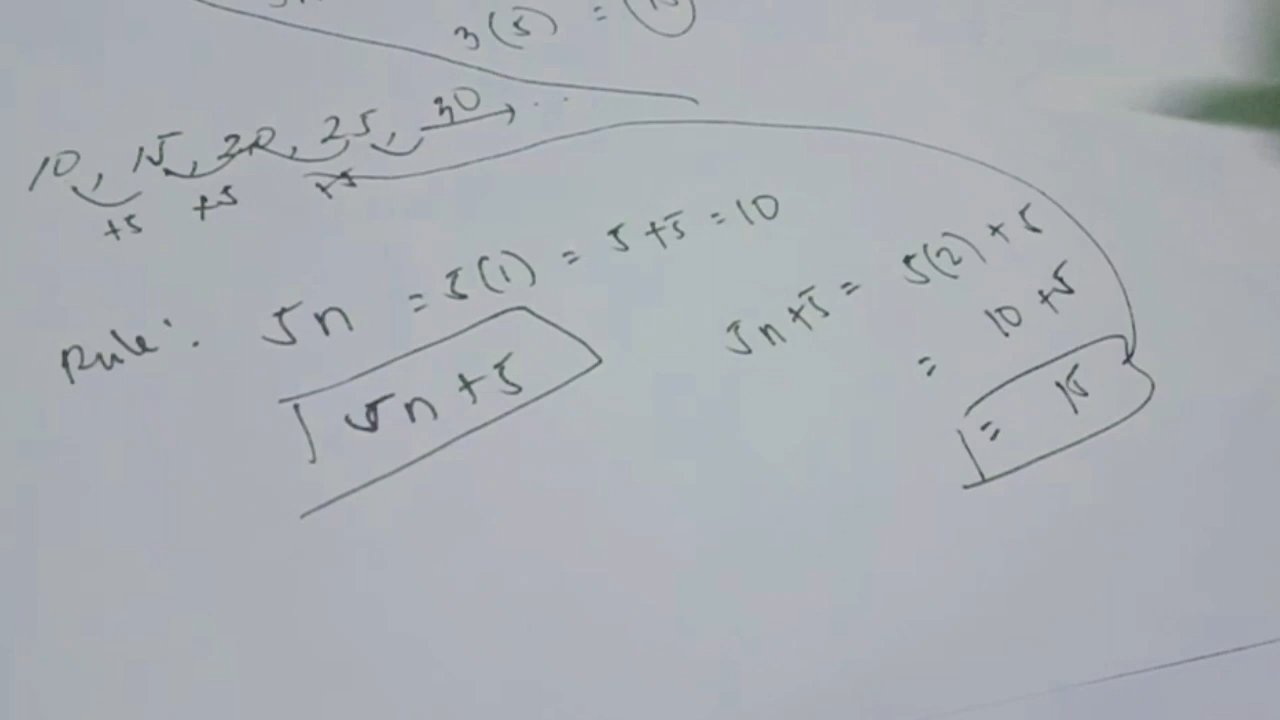 3(5) =
10, 15, 20, 25, 30 ..
+5 +5 +5
Rule: 5n = 5(1) = 5+5 = 10
5n+5
5n+5 = 5(2) + 5
= 10 +5
= 15